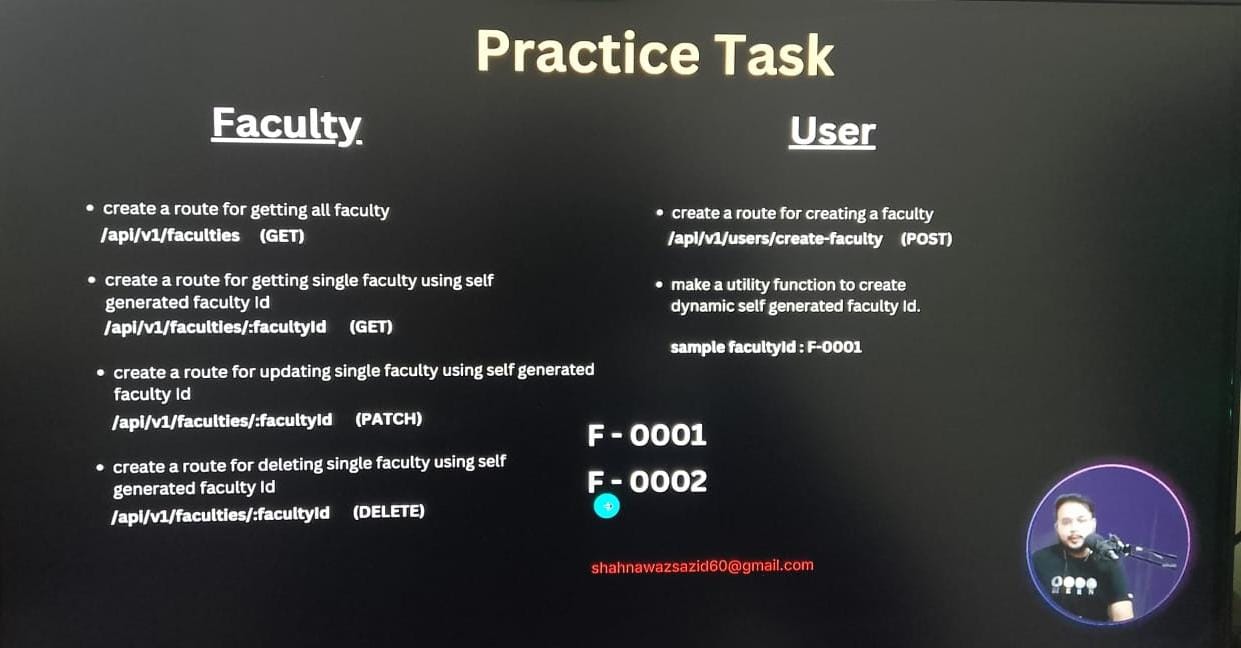 Practice Task
Faculty
• create a route for getting all faculty
/api/v1/faculties (GET)
• create a route for getting single faculty using self
generated faculty Id
/api/v1/faculties/:facultyId (GET)
• create a route for updating single faculty using self generated
faculty Id
/api/v1/faculties/:facultyId (PATCH)
• create a route for deleting single faculty using self
generated faculty Id
/api/v1/faculties/:facultyId (DELETE)
User
• create a route for creating a faculty
/api/v1/users/create-faculty (POST)
• make a utility function to create
dynamic self generated faculty Id.
sample facultyId : F-0001
F - 0001
F - 0002
shahnawazsazid60@gmail.com